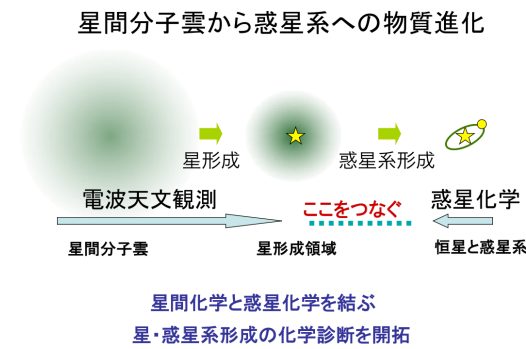 星間分子雲から惑星系への物質進化
星形成
惑星系形成
電波天文観測
ここをつなぐ
惑星化学
星間分子雲
星形成領域
恒星と惑星系
星間化学と惑星化学を結ぶ
星・惑星系形成の化学診断を開拓